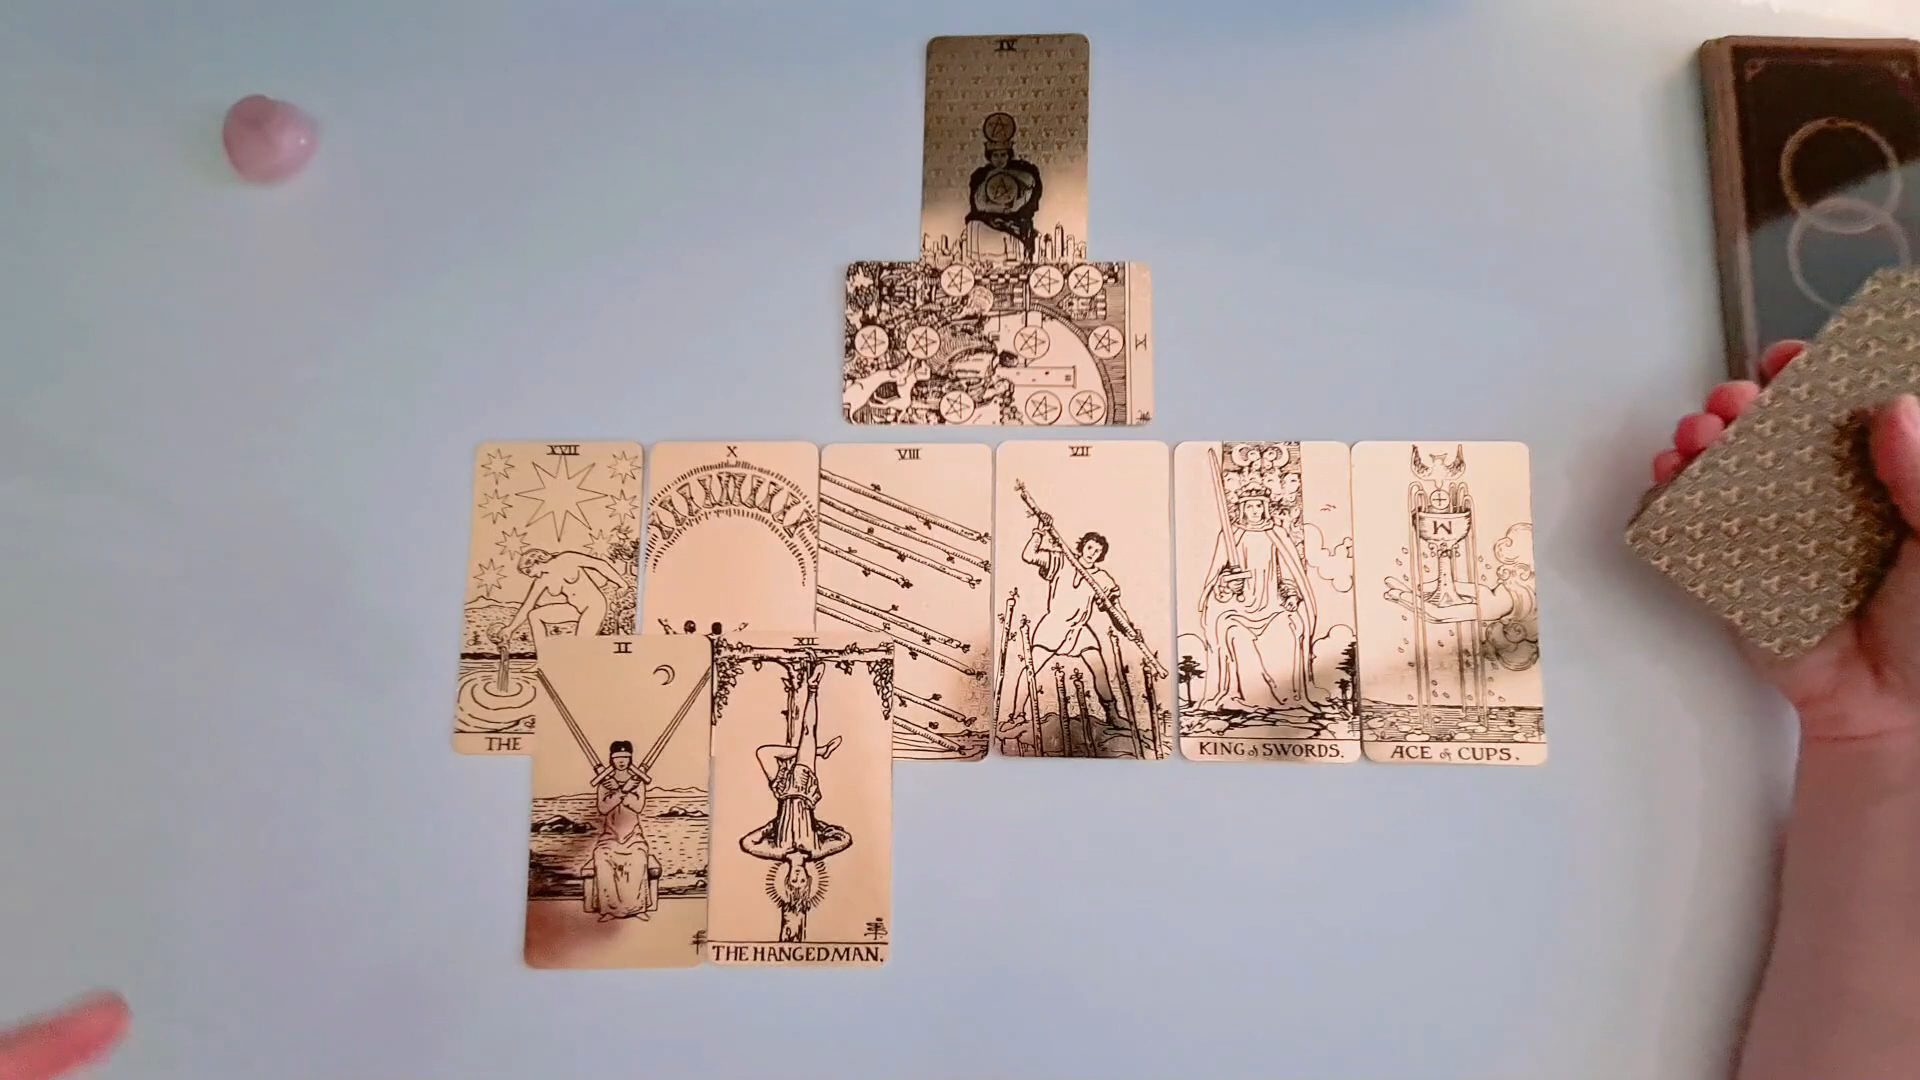 IV
X
XVII
X
VIII
VII
KING of SWORDS.
ACE of CUPS.
THE
II
XII
THE HANGED MAN.